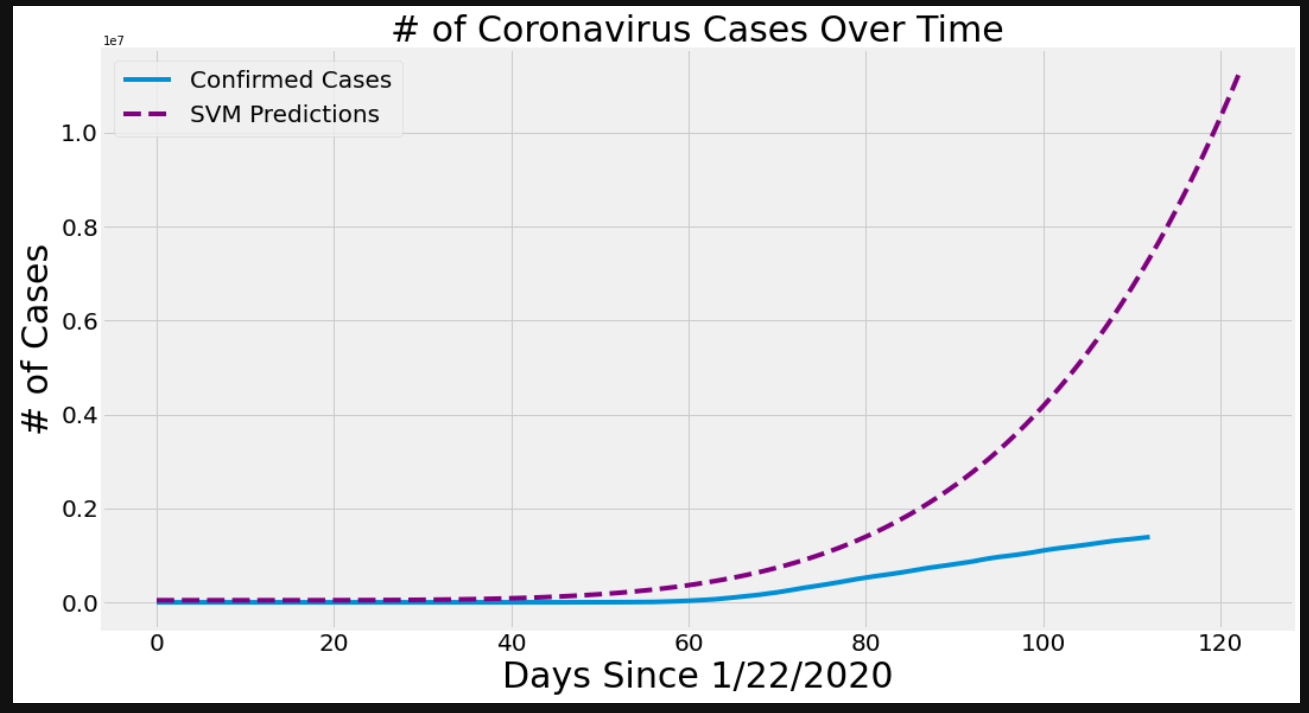 # of Coronavirus Cases Over Time
1e7
Confirmed Cases
SVM Predictions
1.0
0.8
0.6
0.4
0.2
0.0
# of Cases
0 20 40 60 80 100 120
Days Since 1/22/2020